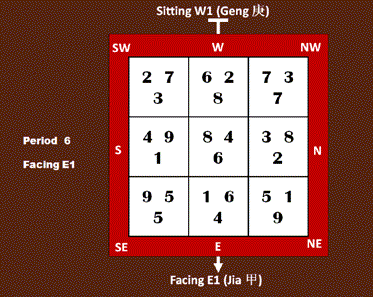 Sitting W1 (Geng 庚)
SW W NW
2 7 6 2 7 3
3 8 7
Period 6
S 4 9 8 4 3 8 N
1 6 2
Facing E1
9 5 1 6 5 1
5 4 9
SE E NE
Facing E1 (Jia 甲)